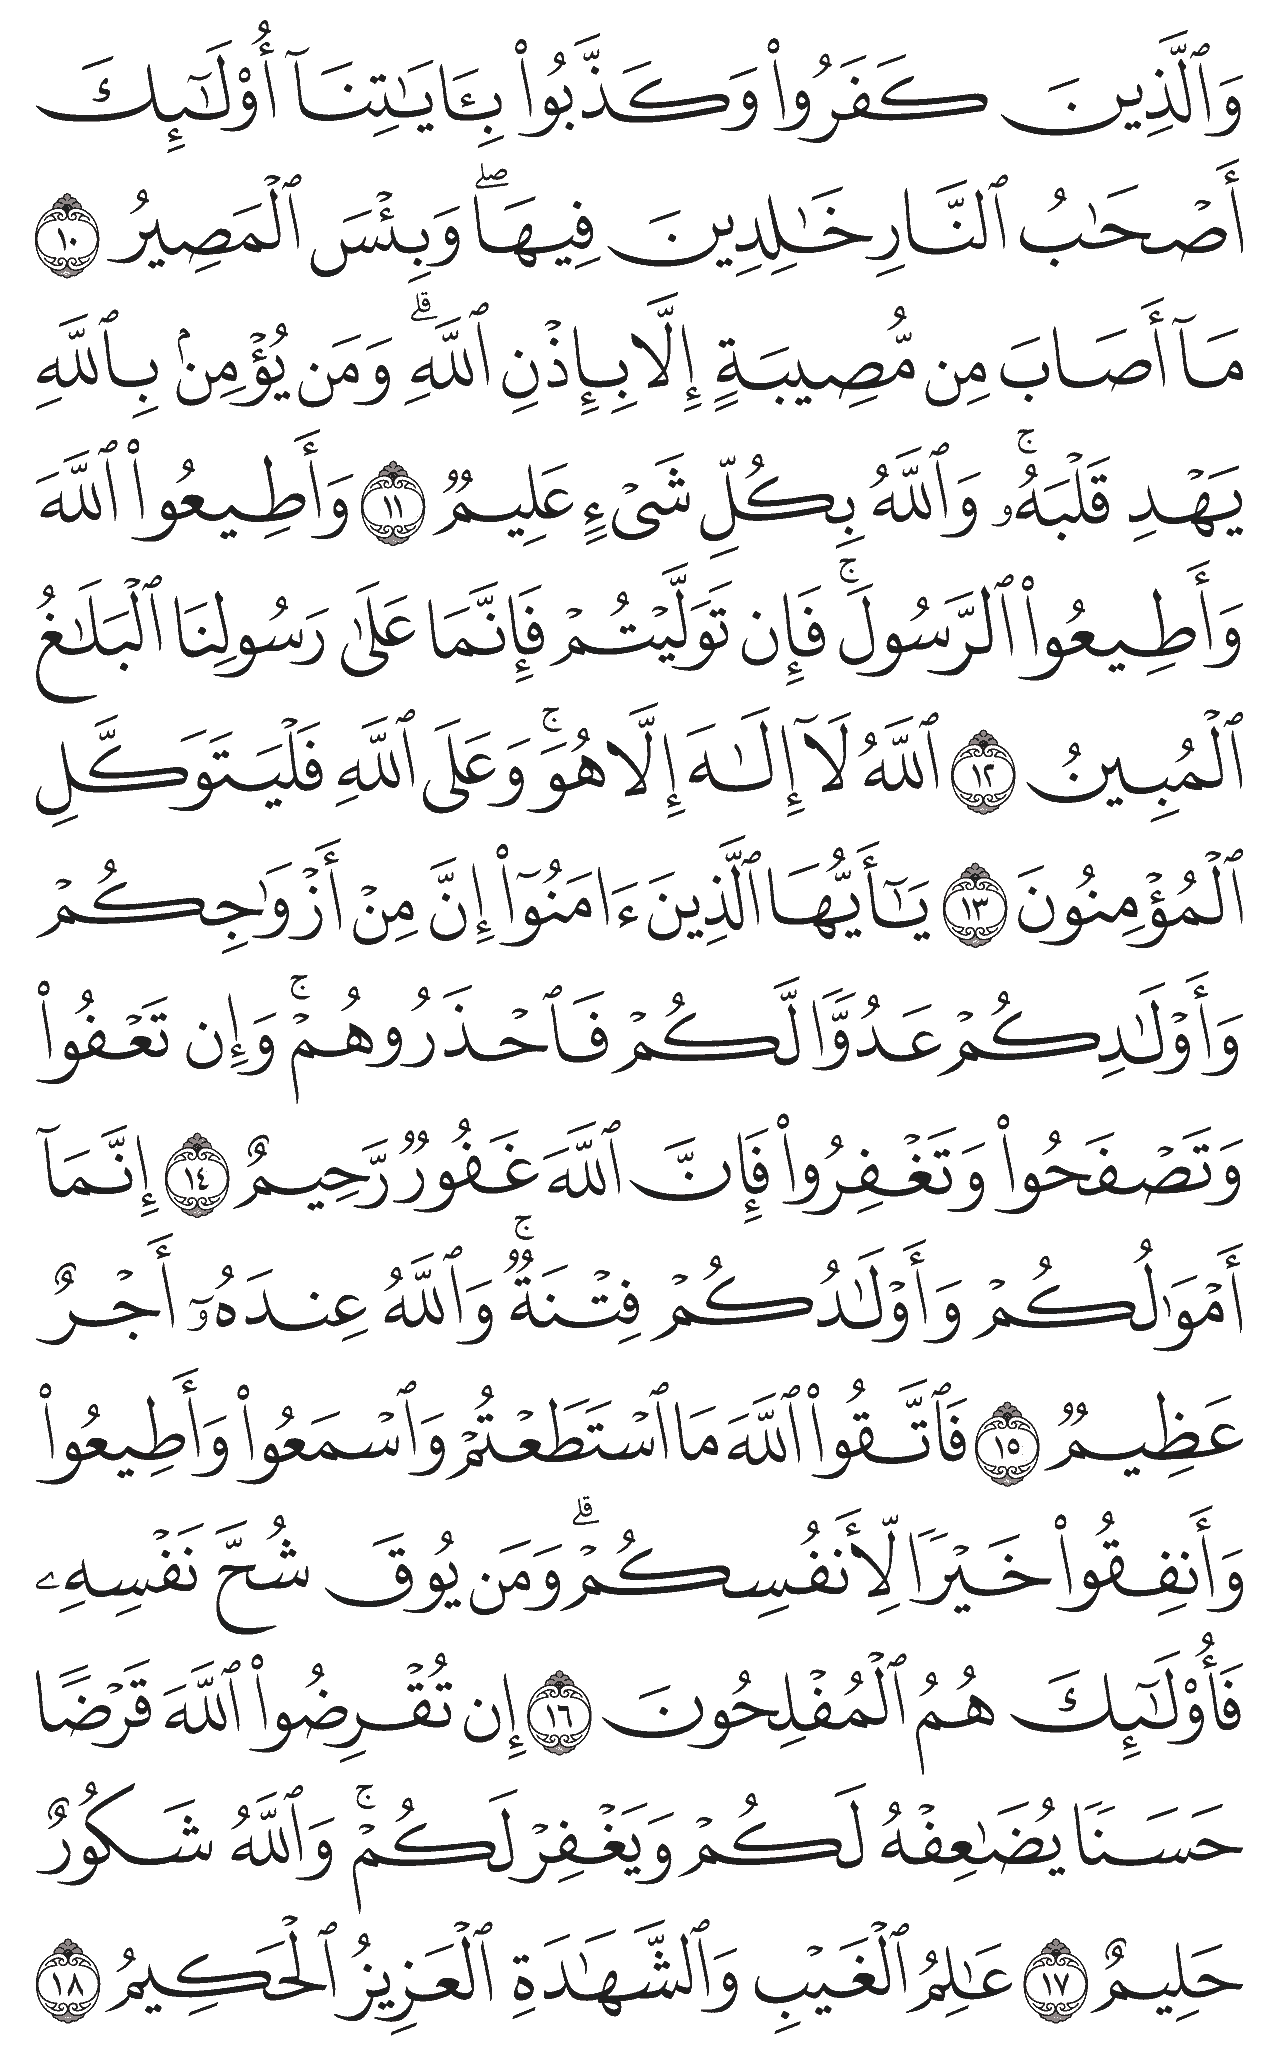 وَٱلَّذِينَ كَفَرُوا۟ وَكَذَّبُوا۟ بِـَٔايَـٰتِنَآ أُو۟لَـٰٓئِكَ
أَصْحَـٰبُ ٱلنَّارِ خَـٰلِدِينَ فِيهَا ۖ وَبِئْسَ ٱلْمَصِيرُ ١٠
مَآ أَصَابَ مِن مُّصِيبَةٍ إِلَّا بِإِذْنِ ٱللَّهِ ۗ وَمَن يُؤْمِنۢ بِٱللَّهِ
يَهْدِ قَلْبَهُۥ ۚ وَٱللَّهُ بِكُلِّ شَىْءٍ عَلِيمٌ ١١ وَأَطِيعُوا۟ ٱللَّهَ
وَأَطِيعُوا۟ ٱلرَّسُولَ ۚ فَإِن تَوَلَّيْتُمْ فَإِنَّمَا عَلَىٰ رَسُولِنَا ٱلْبَلَـٰغُ
ٱلْمُبِينُ ١٢ ٱللَّهُ لَآ إِلَـٰهَ إِلَّا هُوَ ۚ وَعَلَى ٱللَّهِ فَلْيَتَوَكَّلِ
ٱلْمُؤْمِنُونَ ١٣ يَـٰٓأَيُّهَا ٱلَّذِينَ ءَامَنُوٓا۟ إِنَّ مِنْ أَزْوَٰجِكُمْ
وَأَوْلَـٰدِكُمْ عَدُوًّا لَّكُمْ فَٱحْذَرُوهُمْ ۚ وَإِن تَعْفُوا۟
وَتَصْفَحُوا۟ وَتَغْفِرُوا۟ فَإِنَّ ٱللَّهَ غَفُورٌ رَّحِيمٌ ١٤ إِنَّمَآ
أَمْوَٰلُكُمْ وَأَوْلَـٰدُكُمْ فِتْنَةٌ ۚ وَٱللَّهُ عِندَهُۥٓ أَجْرٌ
عَظِيمٌ ١٥ فَٱتَّقُوا۟ ٱللَّهَ مَا ٱسْتَطَعْتُمْ وَٱسْمَعُوا۟ وَأَطِيعُوا۟
وَأَنفِقُوا۟ خَيْرًا لِّأَنفُسِكُمْ ۗ وَمَن يُوقَ شُحَّ نَفْسِهِۦ
فَأُو۟لَـٰٓئِكَ هُمُ ٱلْمُفْلِحُونَ ١٦ إِن تُقْرِضُوا۟ ٱللَّهَ قَرْضًا
حَسَنًا يُضَـٰعِفْهُ لَكُمْ وَيَغْفِرْ لَكُمْ ۚ وَٱللَّهُ شَكُورٌ
حَلِيمٌ ١٧ عَـٰلِمُ ٱلْغَيْبِ وَٱلشَّهَـٰدَةِ ٱلْعَزِيزُ ٱلْحَكِيمُ ١٨